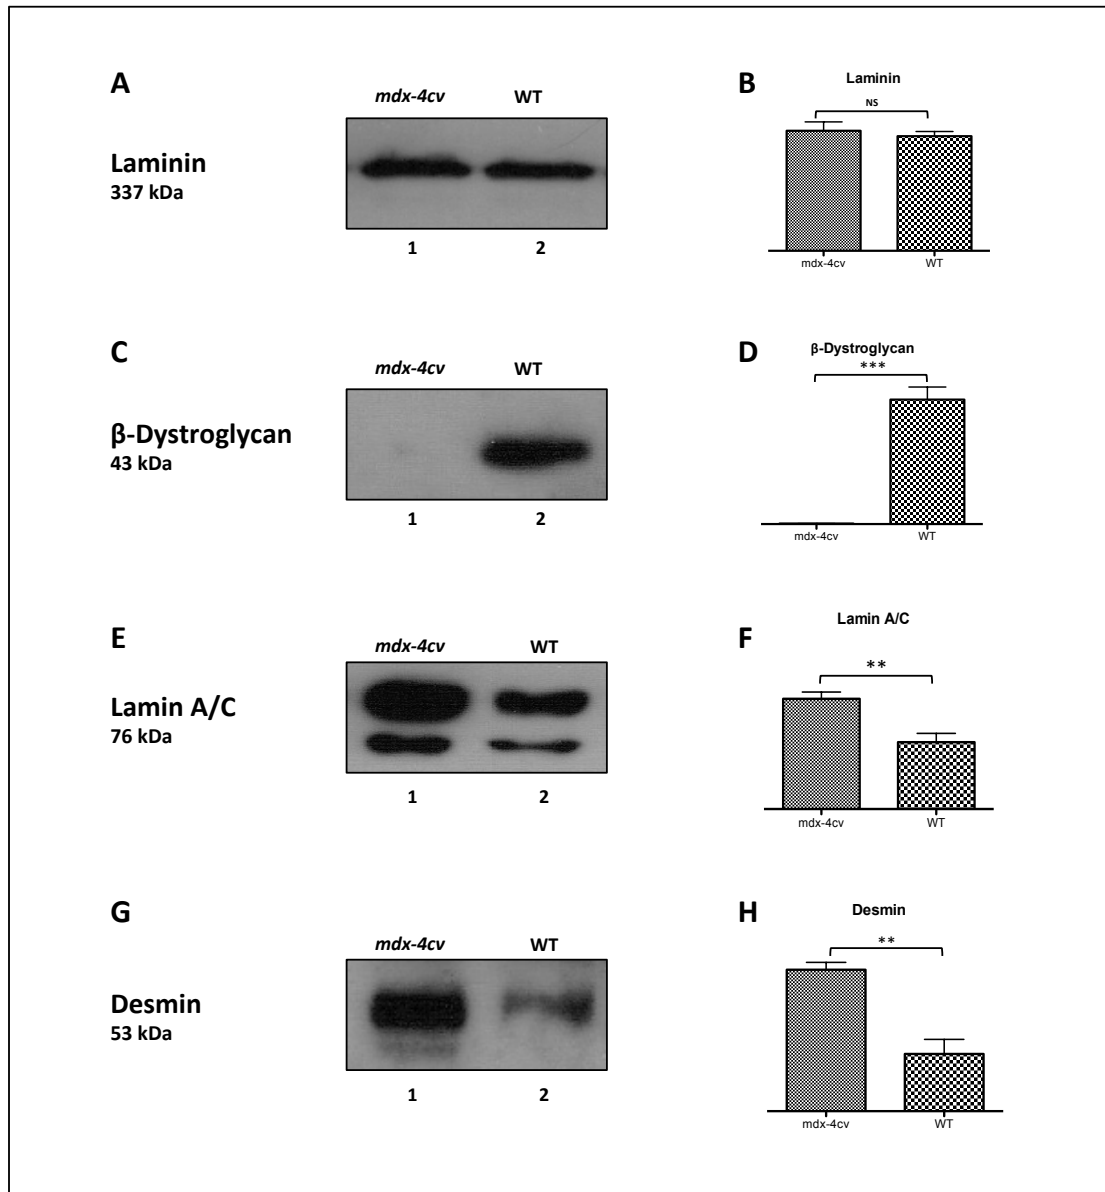 A
mdx-4cv WT
Laminin
337 kDa
1 2
B
Laminin
NS
mdx-4cv WT
C
mdx-4cv WT
β-Dystroglycan
43 kDa
1 2
D
β-Dystroglycan
***
mdx-4cv WT
E
mdx-4cv WT
Lamin A/C
76 kDa
1 2
F
Lamin A/C
**
mdx-4cv WT
G
mdx-4cv WT
Desmin
53 kDa
1 2
H
Desmin
**
mdx-4cv WT